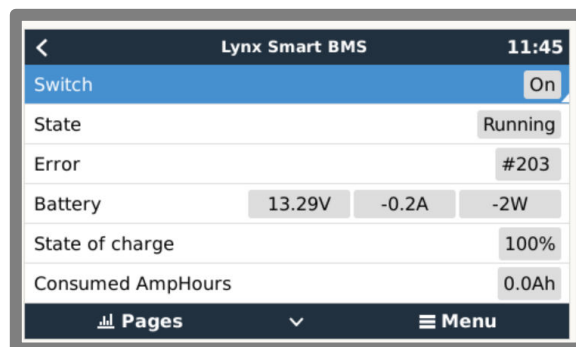 Lynx Smart BMS 11:45
Switch On
State Running
Error #203
Battery 13.29V -0.2A -2W
State of charge 100%
Consumed AmpHours 0.0Ah
Pages Menu